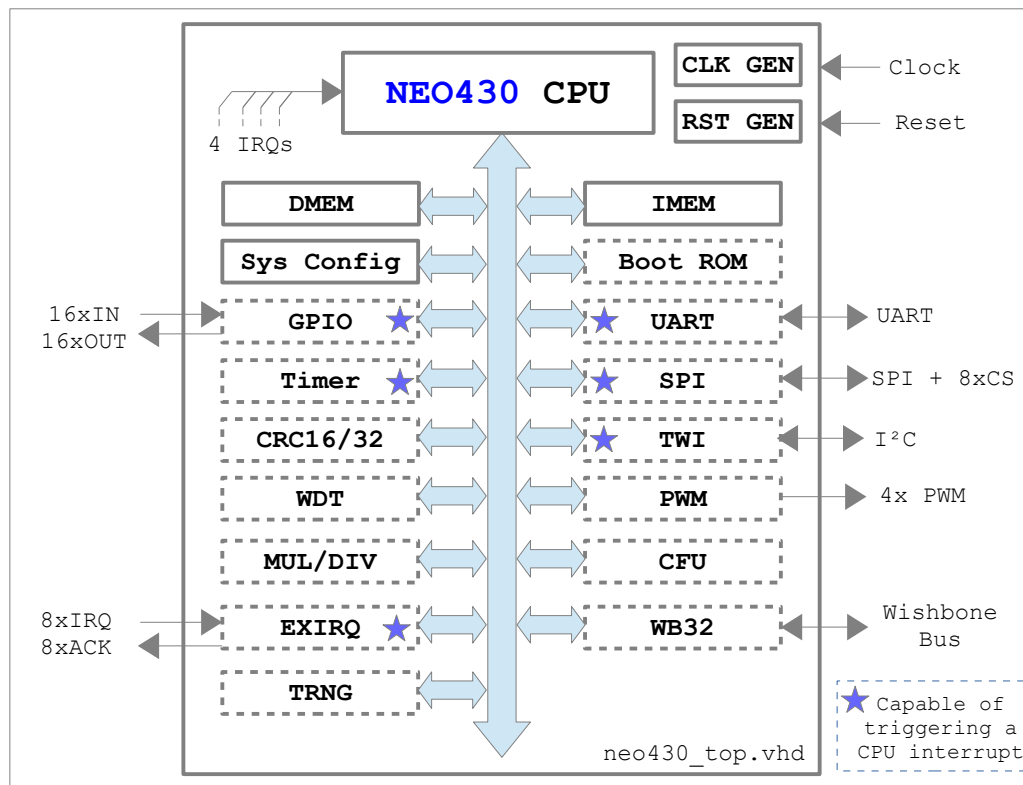 NEO430 CPU
CLK GEN
Clock
RST GEN
Reset
4 IRQs
DMEM
IMEM
Sys Config
Boot ROM
16xIN
16xOUT
GPIO
UART
UART
Timer
SPI
SPI + 8xCS
CRC16/32
TWI
I²C
WDT
PWM
4x PWM
MUL/DIV
CFU
8xIRQ
8xACK
EXIRQ
WB32
Wishbone
Bus
TRNG
Capable of
triggering a
CPU interrupt
neo430_top.vhd